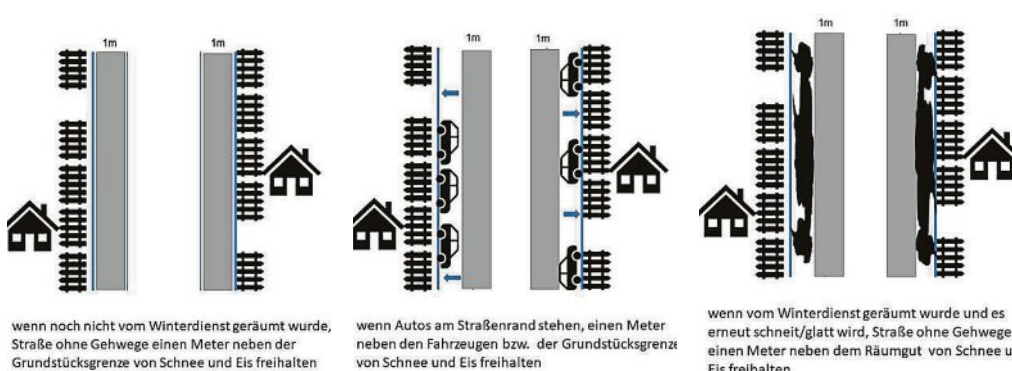 1m
1m
wenn noch nicht vom Winterdienst geräumt wurde,
Straße ohne Gehwege einen Meter neben der
Grundstücksgrenze von Schnee und Eis freihalten
1m
1m
wenn Autos am Straßenrand stehen, einen Meter
neben den Fahrzeugen bzw. der Grundstücksgrenze
von Schnee und Eis freihalten
1m
1m
wenn vom Winterdienst geräumt wurde und es
erneut schneit/glatt wird, Straße ohne Gehwege
einen Meter neben dem Räumgut von Schnee u
Eis freihalten